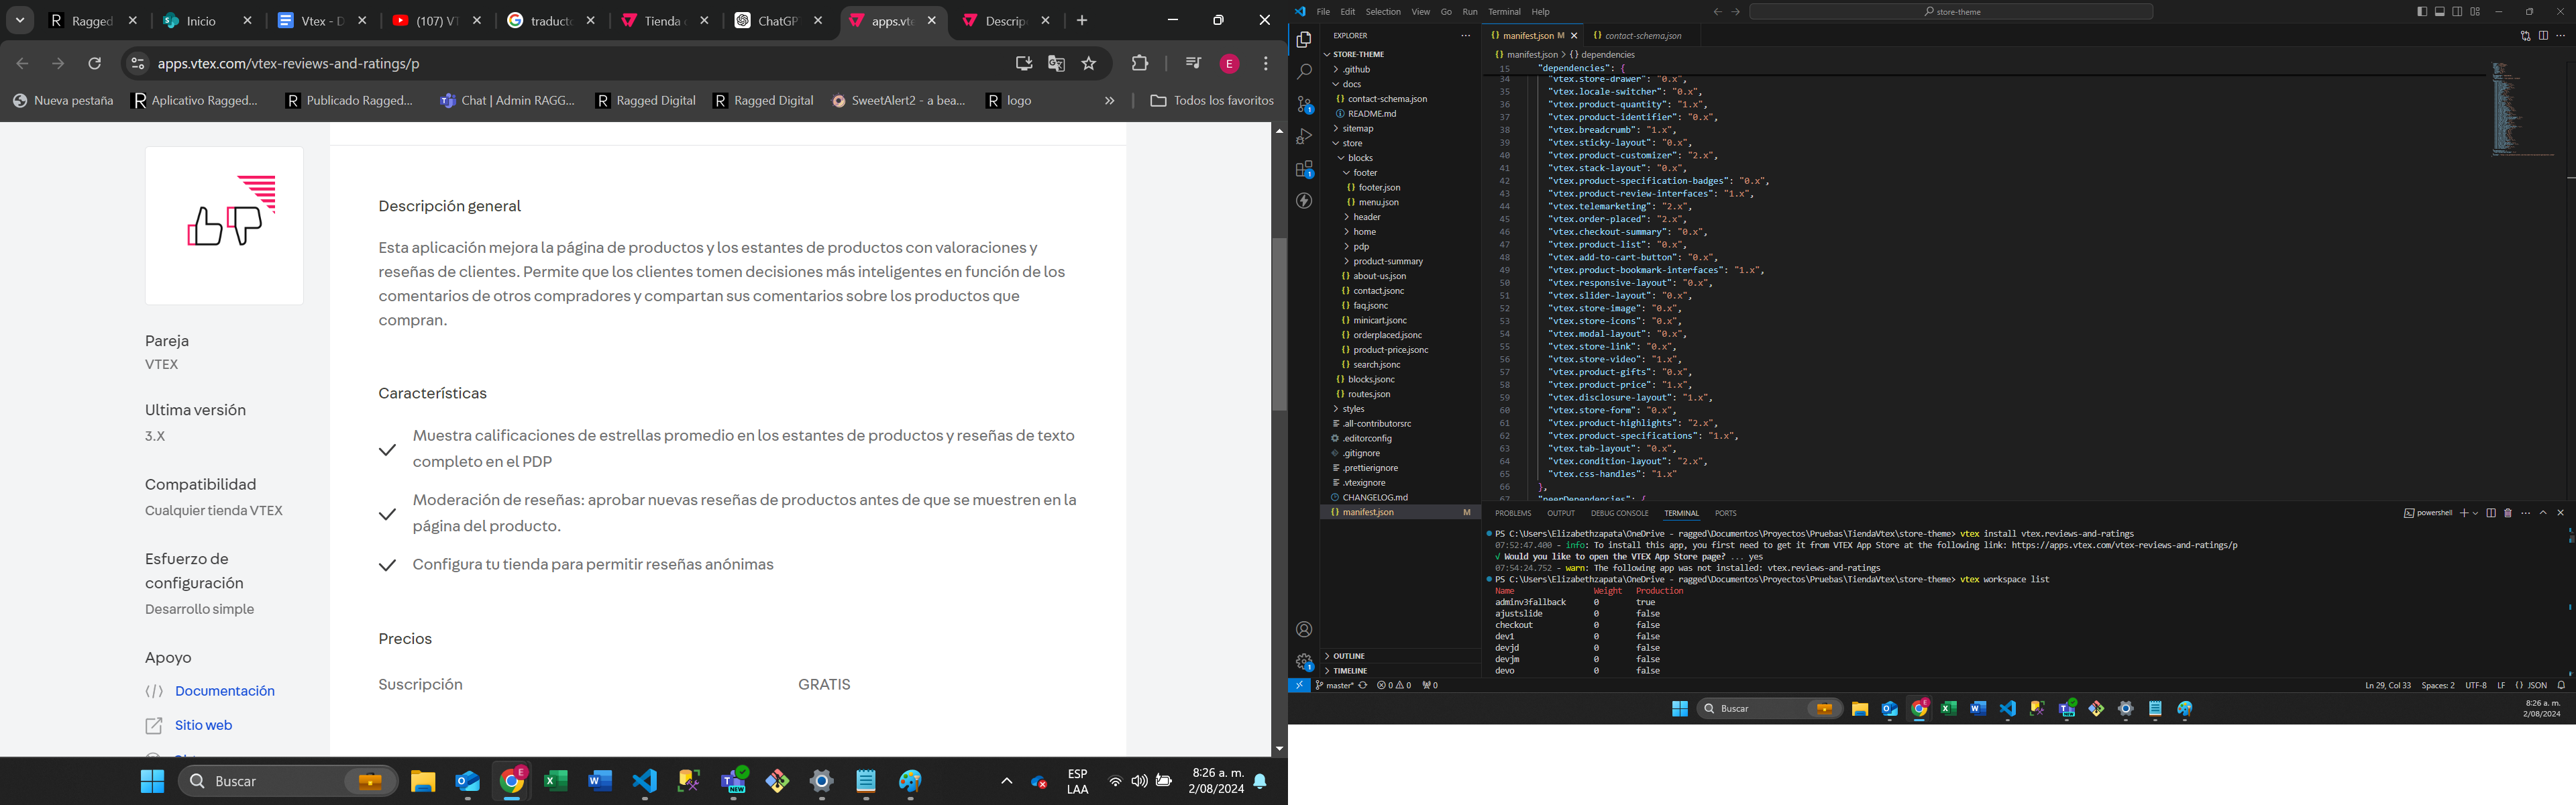 Ragged
Inicio
Vtex - D
(107) VT
traducto
Tienda
ChatGP
apps.vte
Descrip
apps.vtex.com/vtex-reviews-and-ratings/p
E
Nueva pestaña
Aplicativo Ragged...
Publicado Ragged...
Chat | Admin RAGG...
Ragged Digital
Ragged Digital
SweetAlert2 - a bea...
logo
»
Todos los favoritos
Pareja
VTEX
Ultima versión
3.X
Compatibilidad
Cualquier tienda VTEX
Esfuerzo de
configuración
Desarrollo simple
Apoyo
Documentación
Sitio web
Descripción general
Esta aplicación mejora la página de productos y los estantes de productos con valoraciones y
reseñas de clientes. Permite que los clientes tomen decisiones más inteligentes en función de los
comentarios de otros compradores y compartan sus comentarios sobre los productos que
compran.
Características
Muestra calificaciones de estrellas promedio en los estantes de productos y reseñas de texto
completo en el PDP
Moderación de reseñas: aprobar nuevas reseñas de productos antes de que se muestren en la
página del producto.
Configura tu tienda para permitir reseñas anónimas
Precios
Suscripción GRATIS
Buscar
ESP
LAA
8:26 a. m.
2/08/2024
File Edit Selection View Go Run Terminal Help
store-theme
EXPLORER
STORE-THEME
.github
docs
contact-schema.json
README.md
sitemap
store
blocks
footer
footer.json
menu.json
header
home
pdp
product-summary
about-us.json
contact.jsonc
faq.jsonc
minicart.jsonc
orderplaced.jsonc
product-price.jsonc
search.jsonc
blocks.jsonc
routes.json
styles
.all-contributorsrc
.editorconfig
.gitignore
.prettierignore
.vtexignore
CHANGELOG.md
manifest.json M
OUTLINE
TIMELINE
manifest.json M
contact-schema.json
manifest.json > {} dependencies
15 "dependencies": {
34 "vtex.store-drawer": "0.x",
35 "vtex.locale-switcher": "0.x",
36 "vtex.product-quantity": "1.x",
37 "vtex.product-identifier": "0.x",
38 "vtex.breadcrumb": "1.x",
39 "vtex.sticky-layout": "0.x",
40 "vtex.product-customizer": "2.x",
41 "vtex.stack-layout": "0.x",
42 "vtex.product-specification-badges": "0.x",
43 "vtex.product-review-interfaces": "1.x",
44 "vtex.telemarketing": "2.x",
45 "vtex.order-placed": "2.x",
46 "vtex.checkout-summary": "0.x",
47 "vtex.product-list": "0.x",
48 "vtex.add-to-cart-button": "0.x",
49 "vtex.product-bookmark-interfaces": "1.x",
50 "vtex.responsive-layout": "0.x",
51 "vtex.slider-layout": "0.x",
52 "vtex.store-image": "0.x",
53 "vtex.store-icons": "0.x",
54 "vtex.modal-layout": "0.x",
55 "vtex.store-link": "0.x",
56 "vtex.store-video": "1.x",
57 "vtex.product-gifts": "0.x",
58 "vtex.product-price": "1.x",
59 "vtex.disclosure-layout": "1.x",
60 "vtex.store-form": "0.x",
61 "vtex.product-highlights": "2.x",
62 "vtex.product-specifications": "1.x",
63 "vtex.tab-layout": "0.x",
64 "vtex.condition-layout": "2.x",
65 "vtex.css-handles": "1.x"
66 },
67 "peerDependencies": {
PROBLEMS OUTPUT DEBUG CONSOLE TERMINAL PORTS
powershell
PS C:\Users\Elizabethzapata\OneDrive - ragged\Documentos\Proyectos\Pruebas\TiendaVtex\store-theme> vtex install vtex.reviews-and-ratings
07:52:47.400 - info: To install this app, you first need to get it from VTEX App Store at the following link: https://apps.vtex.com/vtex-reviews-and-ratings/p
√ Would you like to open the VTEX App Store page? ... yes
07:54:24.752 - warn: The following app was not installed: vtex.reviews-and-ratings
PS C:\Users\Elizabethzapata\OneDrive - ragged\Documentos\Proyectos\Pruebas\TiendaVtex\store-theme> vtex workspace list
Name Weight Production
adminv3fallback 0 true
ajustslide 0 false
checkout 0 false
dev1 0 false
devjd 0 false
devjm 0 false
devo 0 false
master* 0 0 0
Ln 29, Col 33 Spaces: 2 UTF-8 LF {} JSON
Buscar
8:26 a. m.
2/08/2024